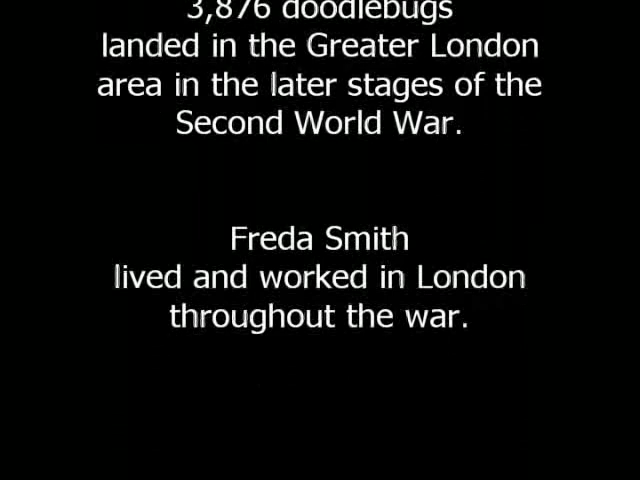 3,876 doodlebugs
landed in the Greater London
area in the later stages of the
Second World War.
Freda Smith
lived and worked in London
throughout the war.